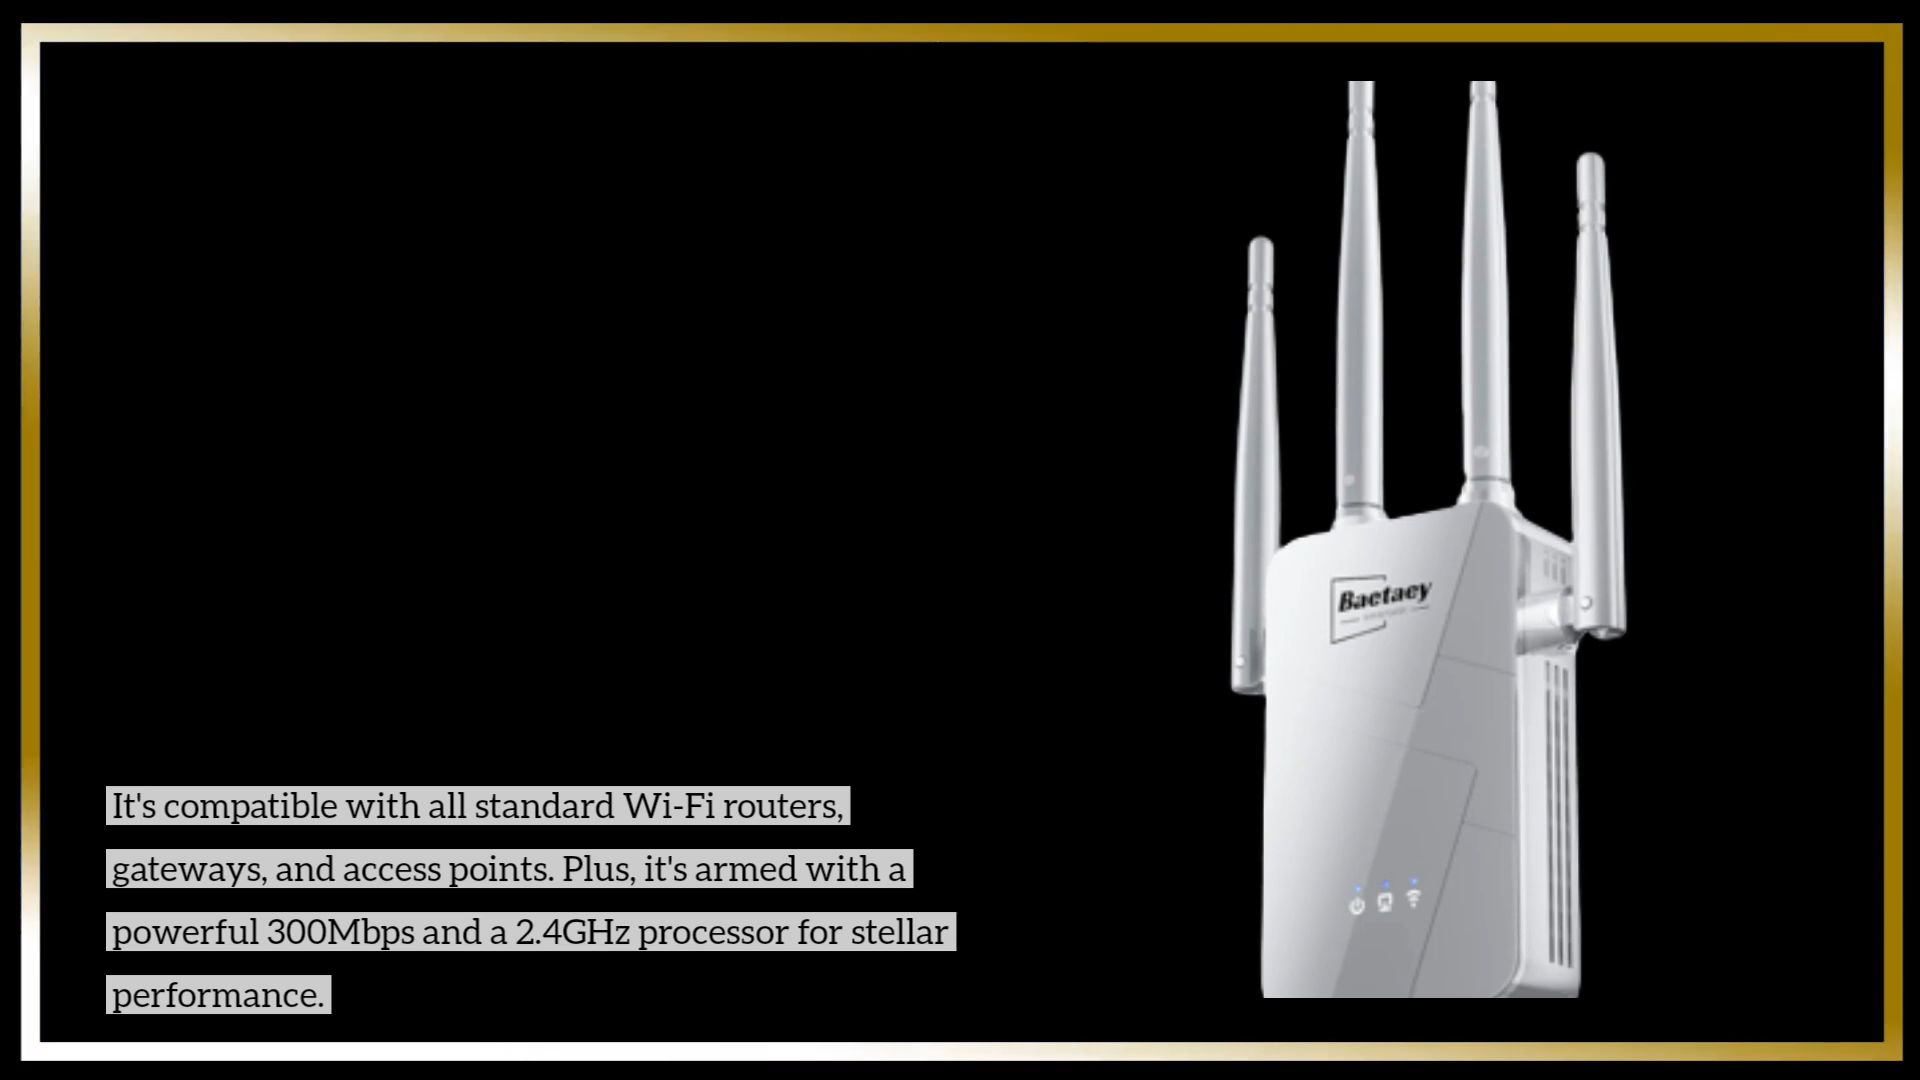 Baetaey
It's compatible with all standard Wi-Fi routers,
gateways, and access points. Plus, it's armed with a
powerful 300Mbps and a 2.4GHz processor for stellar
performance.